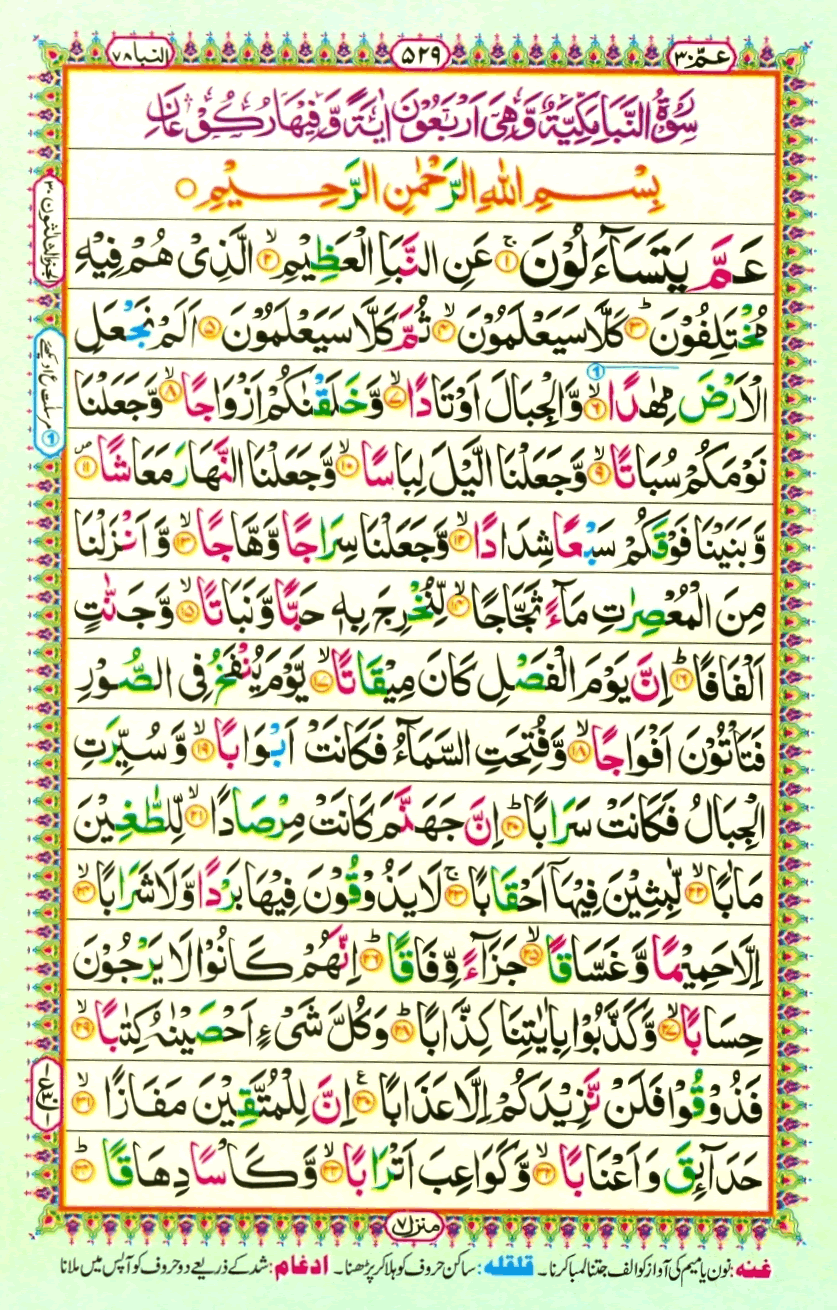 عمّ ٣٠
٥٢٩
النبا ٧٨
سُوْرَةُ النَّبَاِ مَكِّيَّةٌ وَّهِىَ اَرْبَعُوْنَ اٰيَةً وَّفِيْهَا رُكُوْعَانِ
بِسْمِ اللهِ الرَّحْمٰنِ الرَّحِيْمِ ○
عَمَّ يَتَسَآءَلُوْنَ ۚ ١ عَنِ النَّبَاِ الْعَظِيْمِ ۙ ٢ الَّذِىْ هُمْ فِيْهِ
مُخْتَلِفُوْنَ ؕ ٣ كَلَّا سَيَعْلَمُوْنَ ۙ ٤ ثُمَّ كَلَّا سَيَعْلَمُوْنَ ٥ اَلَمْ نَجْعَلِ
الْاَرْضَ مِهٰدًا ۙ ٦ وَّالْجِبَالَ اَوْتَادًا ۙ ٧ وَّخَلَقْنٰكُمْ اَزْوَاجًا ۙ ٨ وَّجَعَلْنَا
نَوْمَكُمْ سُبَاتًا ۙ ٩ وَّجَعَلْنَا الَّيْلَ لِبَاسًا ۙ ١٠ وَّجَعَلْنَا النَّهَارَ مَعَاشًا ۪ ١١
وَّبَنَيْنَا فَوْقَكُمْ سَبْعًا شِدَادًا ۙ ١٢ وَّجَعَلْنَا سِرَاجًا وَّهَّاجًا ۙ ١٣ وَّاَنْزَلْنَا
مِنَ الْمُعْصِرٰتِ مَآءً ثَجَّاجًا ۙ ١٤ لِّنُخْرِجَ بِهٖ حَبًّا وَّنَبَاتًا ۙ ١٥ وَّجَنّٰتٍ
اَلْفَافًا ؕ ١٦ اِنَّ يَوْمَ الْفَصْلِ كَانَ مِيْقَاتًا ۙ ١٧ يَّوْمَ يُنْفَخُ فِى الصُّوْرِ
فَتَاْتُوْنَ اَفْوَاجًا ۙ ١٨ وَّفُتِحَتِ السَّمَآءُ فَكَانَتْ اَبْوَابًا ۙ ١٩ وَّسُيِّرَتِ
الْجِبَالُ فَكَانَتْ سَرَابًا ؕ ٢٠ اِنَّ جَهَنَّمَ كَانَتْ مِرْصَادًا ۙ ٢١ لِّلطّٰغِيْنَ
مَاٰبًا ۙ ٢٢ لّٰبِثِيْنَ فِيْهَاۤ اَحْقَابًا ۚ ٢٣ لَا يَذُوْقُوْنَ فِيْهَا بَرْدًا وَّلَا شَرَابًا ۙ ٢٤
اِلَّا حَمِيْمًا وَّغَسَّاقًا ۙ ٢٥ جَزَآءً وِّفَاقًا ؕ ٢٦ اِنَّهُمْ كَانُوْا لَا يَرْجُوْنَ
حِسَابًا ۙ ٢٧ وَّكَذَّبُوْا بِاٰيٰتِنَا كِذَّابًا ؕ ٢٨ وَكُلَّ شَىْءٍ اَحْصَيْنٰهُ كِتٰبًا ۙ ٢٩
فَذُوْقُوْا فَلَنْ نَّزِيْدَكُمْ اِلَّا عَذَابًا ۧ ٣٠ اِنَّ لِلْمُتَّقِيْنَ مَفَازًا ۙ ٣١
حَدَآئِقَ وَاَعْنَابًا ۙ ٣٢ وَّكَوَاعِبَ اَتْرَابًا ۙ ٣٣ وَّكَاْسًا دِهَاقًا ؕ ٣٤
منزل ٧
غنه: نون یا میم کی آواز کو الف جتنا لمبا کرنا۔ قلقله: ساکن حروف کو ہلا کر پڑھنا۔ ادغام: شد کے ذریعے دو حروف کو آپس میں ملانا